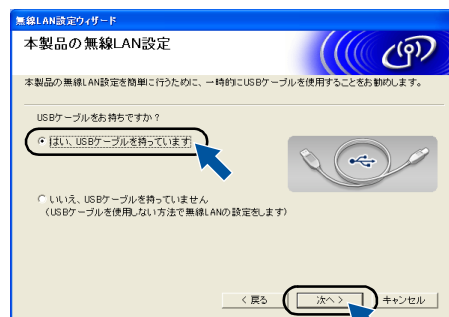 無線LAN設定ウィザード
本製品の無線LAN設定
本製品の無線LAN設定を簡単に行うために、一時的にUSBケーブルを使用することをお勧めします。
USBケーブルをお持ちですか？
はい、USBケーブルを持っています
いいえ、USBケーブルを持っていません
(USBケーブルを使用しない方法で無線LANの設定をします)
< 戻る 次へ > キャンセル